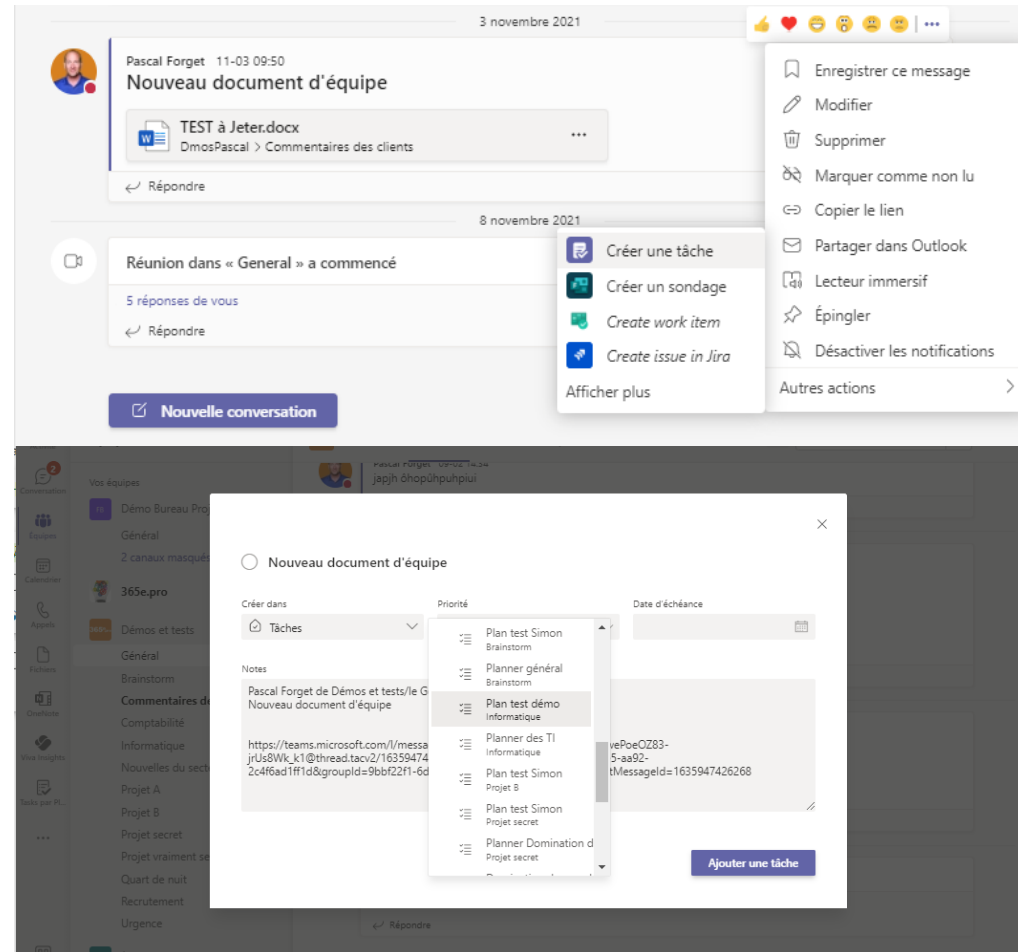 3 novembre 2021
Pascal Forget 11-03 09:50
Nouveau document d'équipe
TEST à Jeter.docx
DmosPascal > Commentaires des clients
Répondre
8 novembre 2021
Réunion dans « General » a commencé
5 réponses de vous
Répondre
Nouvelle conversation
Enregistrer ce message
Modifier
Supprimer
Marquer comme non lu
Copier le lien
Partager dans Outlook
Lecteur immersif
Épingler
Désactiver les notifications
Autres actions
Créer une tâche
Créer un sondage
Create work item
Create issue in Jira
Afficher plus
2
Conversation
Équipes
Calendrier
Appels
Fichiers
OneNote
Viva Insights
Tasks par Pl...
Vos équipes
Démo Bureau Proj
Général
2 canaux masqués
365e.pro
Démos et tests
Général
Brainstorm
Commentaires de
Comptabilité
Informatique
Nouvelles du sect
Projet A
Projet B
Projet secret
Projet vraiment se
Quart de nuit
Recrutement
Urgence
Pascal Forget 09-02 14:54
japjh óhopûhpuhpiui
Nouveau document d'équipe
Créer dans
Priorité
Date d'échéance
Tâches
Notes
Pascal Forget de Démos et tests/le G
Nouveau document d'équipe
https://teams.microsoft.com/l/messa vePoeOZ83-
jrUs8Wk_k1@thread.tacv2/16359474 5-aa92-
2c4f6ad1ff1d&groupId=9bbf22f1-6d tMessageId=1635947426268
Plan test Simon
Brainstorm
Planner général
Brainstorm
Plan test démo
Informatique
Planner des TI
Informatique
Plan test Simon
Projet B
Plan test Simon
Projet secret
Planner Domination d
Projet secret
Ajouter une tâche
Répondre